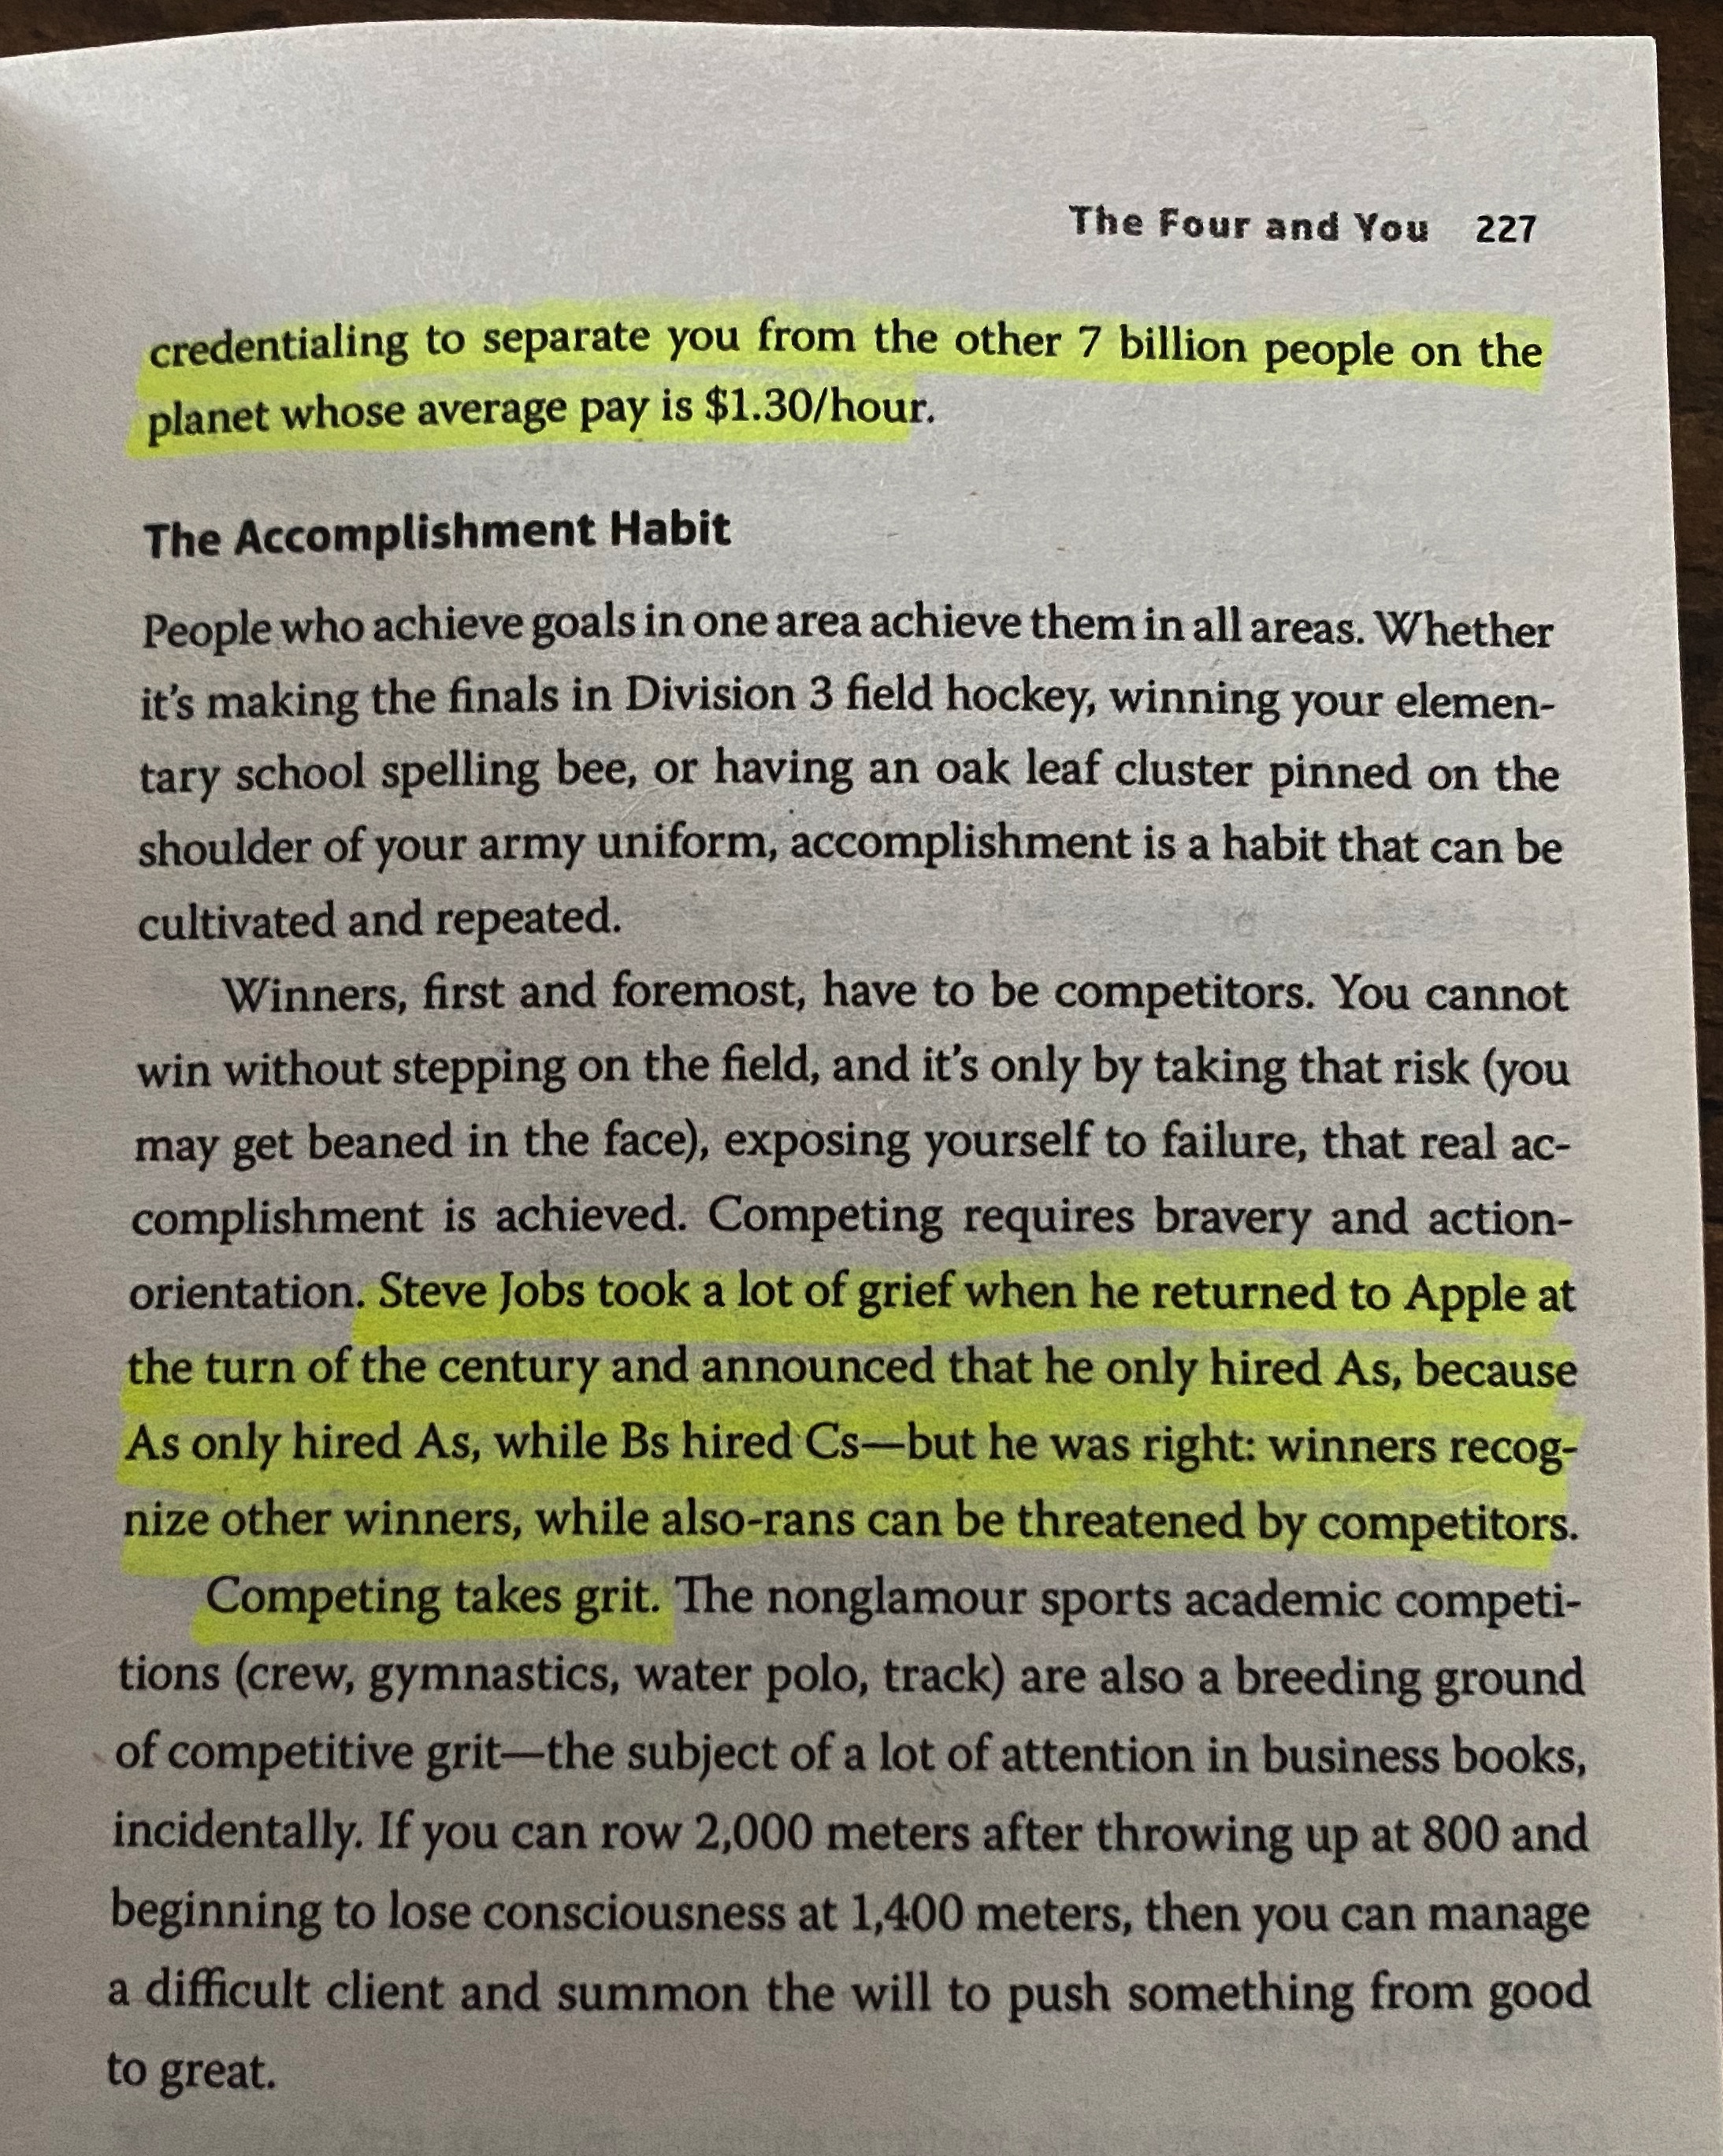 The Four and You 227
credentialing to separate you from the other 7 billion people on the
planet whose average pay is $1.30/hour.
The Accomplishment Habit
People who achieve goals in one area achieve them in all areas. Whether
it's making the finals in Division 3 field hockey, winning your elemen-
tary school spelling bee, or having an oak leaf cluster pinned on the
shoulder of your army uniform, accomplishment is a habit that can be
cultivated and repeated.
Winners, first and foremost, have to be competitors. You cannot
win without stepping on the field, and it's only by taking that risk (you
may get beaned in the face), exposing yourself to failure, that real ac-
complishment is achieved. Competing requires bravery and action-
orientation. Steve Jobs took a lot of grief when he returned to Apple at
the turn of the century and announced that he only hired As, because
As only hired As, while Bs hired Cs—but he was right: winners recog-
nize other winners, while also-rans can be threatened by competitors.
Competing takes grit. The nonglamour sports academic competi-
tions (crew, gymnastics, water polo, track) are also a breeding ground
of competitive grit—the subject of a lot of attention in business books,
incidentally. If you can row 2,000 meters after throwing up at 800 and
beginning to lose consciousness at 1,400 meters, then you can manage
a difficult client and summon the will to push something from good
to great.